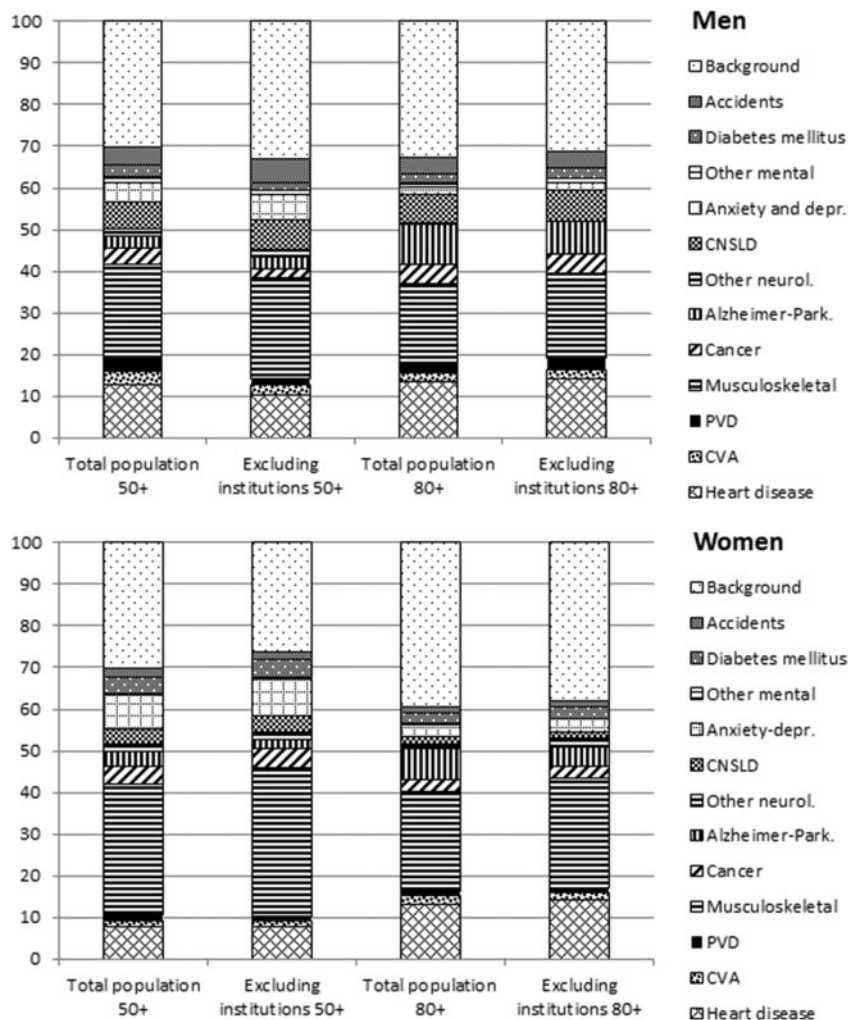 Men
100
90
80
70
60
50
40
30
20
10
0
Total population 50+
Excluding institutions 50+
Total population 80+
Excluding institutions 80+
Background
Accidents
Diabetes mellitus
Other mental
Anxiety and depr.
CNSLD
Other neurol.
Alzheimer-Park.
Cancer
Musculoskeletal
PVD
CVA
Heart disease
Women
100
90
80
70
60
50
40
30
20
10
0
Total population 50+
Excluding institutions 50+
Total population 80+
Excluding institutions 80+
Background
Accidents
Diabetes mellitus
Other mental
Anxiety-depr.
CNSLD
Other neurol.
Alzheimer-Park.
Cancer
Musculoskeletal
PVD
CVA
Heart disease